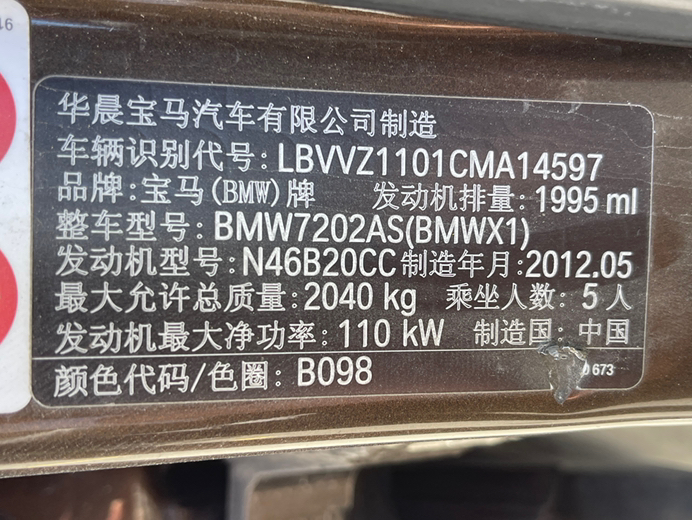 46
华晨宝马汽车有限公司制造
车辆识别代号: LBVVZ1101CMA14597
品牌: 宝马(BMW)牌 发动机排量: 1995 ml
整车型号: BMW7202AS(BMWX1)
发动机型号: N46B20CC 制造年月: 2012.05
最大允许总质量: 2040 kg 乘坐人数: 5 人
发动机最大净功率: 110 kW 制造国: 中国
颜色代码/色圈: B098 673